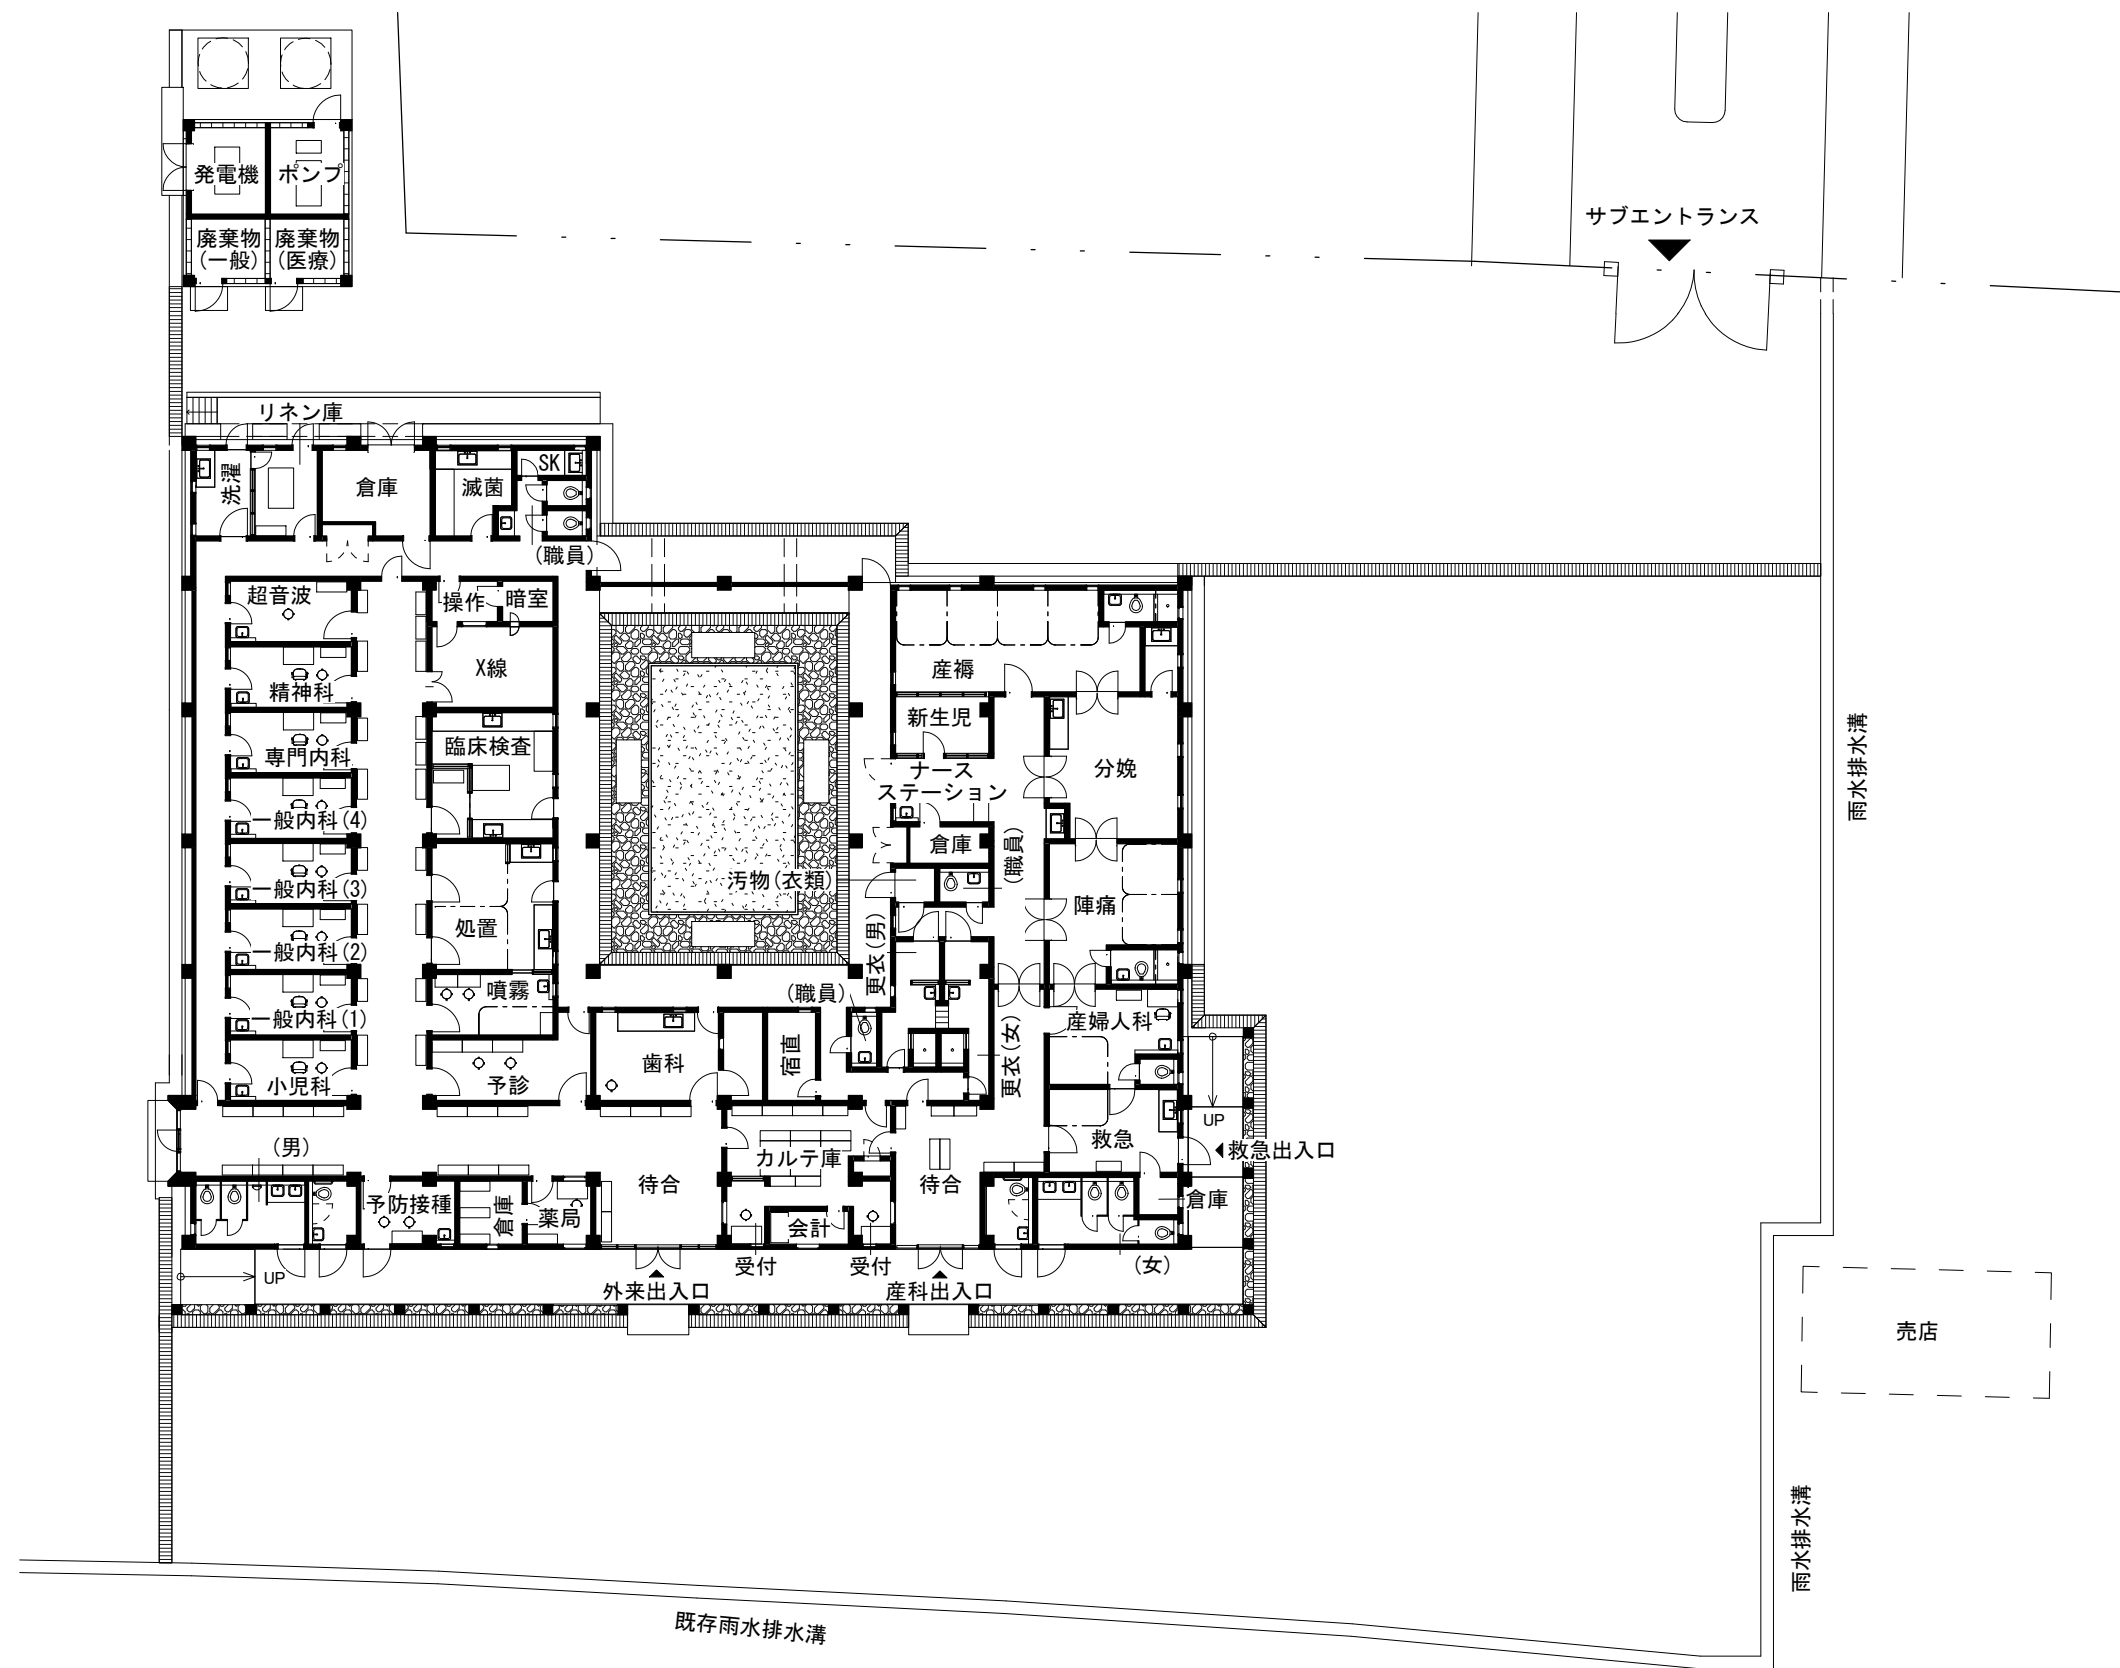 発電機
ポンプ
廃棄物
(一般)
廃棄物
(医療)
サブエントランス
リネン庫
洗濯
倉庫
滅菌
SK
(職員)
超音波
操作
暗室
X線
精神科
専門内科
臨床検査
一般内科(4)
一般内科(3)
一般内科(2)
処置
一般内科(1)
噴霧
小児科
予診
歯科
宿直
(職員)
産褥
新生児
ナース
ステーション
分娩
倉庫
(職員)
汚物(衣類)
陣痛
更衣(男)
更衣(女)
産婦人科
UP
救急
救急出入口
(男)
カルテ庫
待合
待合
予防接種
倉庫
薬局
会計
倉庫
受付
受付
(女)
UP
外来出入口
産科出入口
雨水排水溝
売店
雨水排水溝
既存雨水排水溝